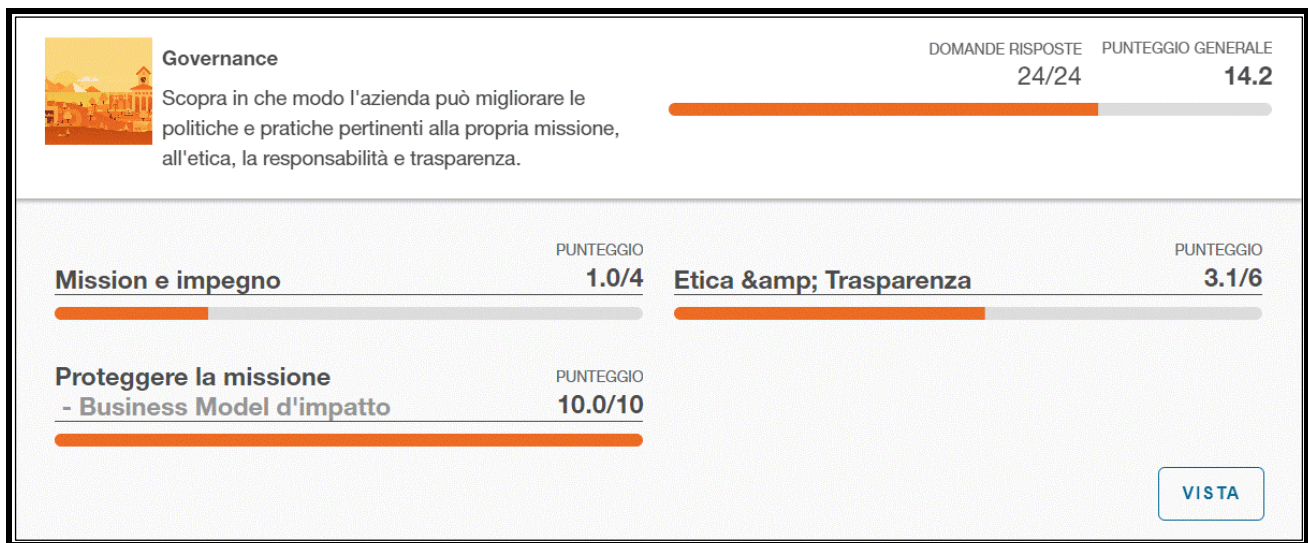 Governance
Scopra in che modo l'azienda può migliorare le
politiche e pratiche pertinenti alla propria missione,
all'etica, la responsabilità e trasparenza.
DOMANDE RISPOSTE
24/24
PUNTEGGIO GENERALE
14.2
Mission e impegno
PUNTEGGIO
1.0/4
Etica &amp; Trasparenza
PUNTEGGIO
3.1/6
Proteggere la missione
- Business Model d'impatto
PUNTEGGIO
10.0/10
VISTA